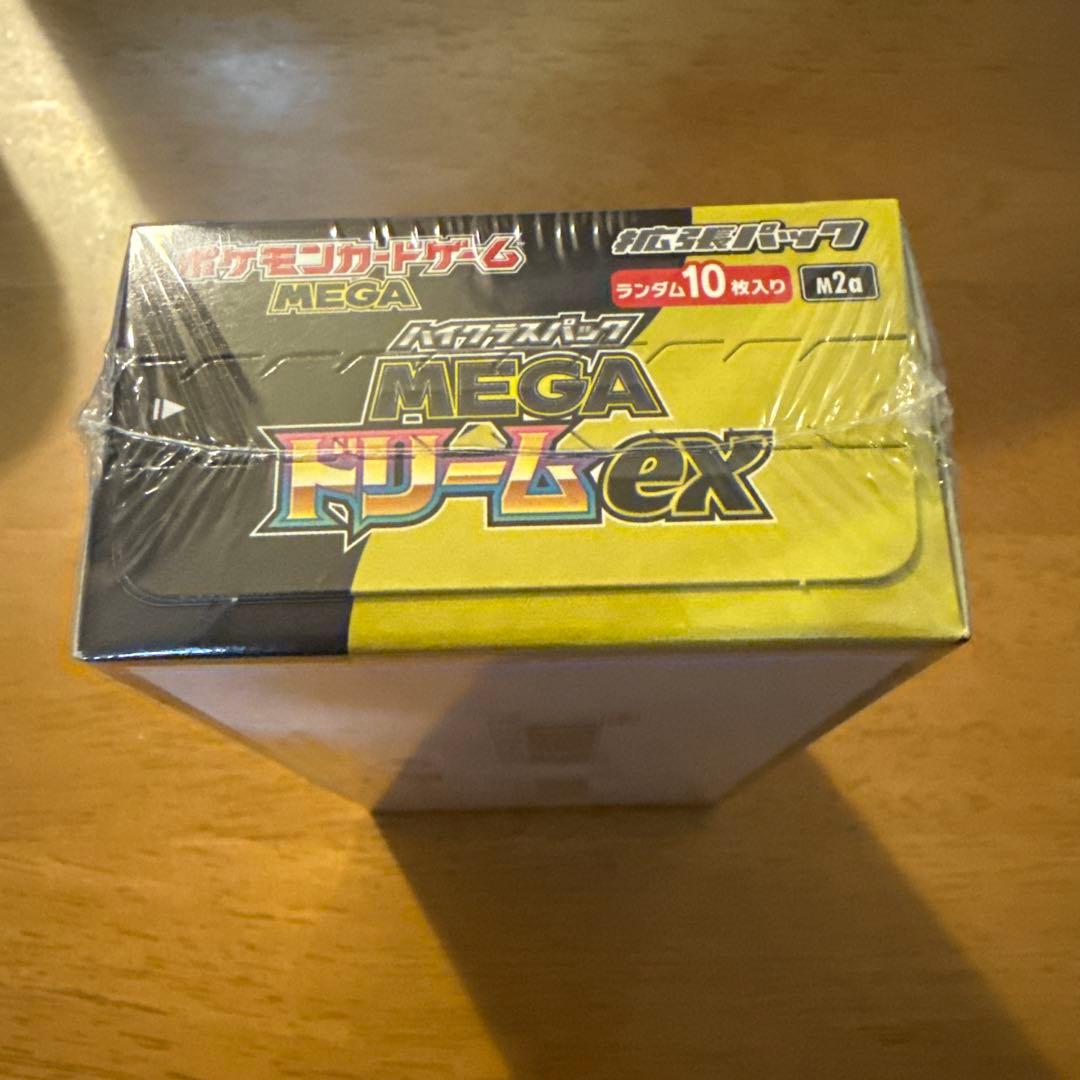 ポケモンカードゲーム
MEGA
拡張パック
ランダム10枚入り
M2a
ハイクラスパック
MEGA
ドリームex